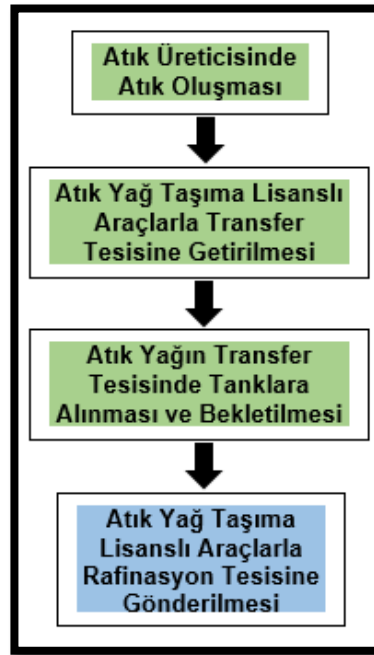 Atık Üreticisinde
Atık Oluşması
Atık Yağ Taşıma Lisanslı
Araçlarla Transfer
Tesisine Getirilmesi
Atık Yağın Transfer
Tesisinde Tanklara
Alınması ve Bekletilmesi
Atık Yağ Taşıma
Lisanslı Araçlarla
Rafinasyon Tesisine
Gönderilmesi